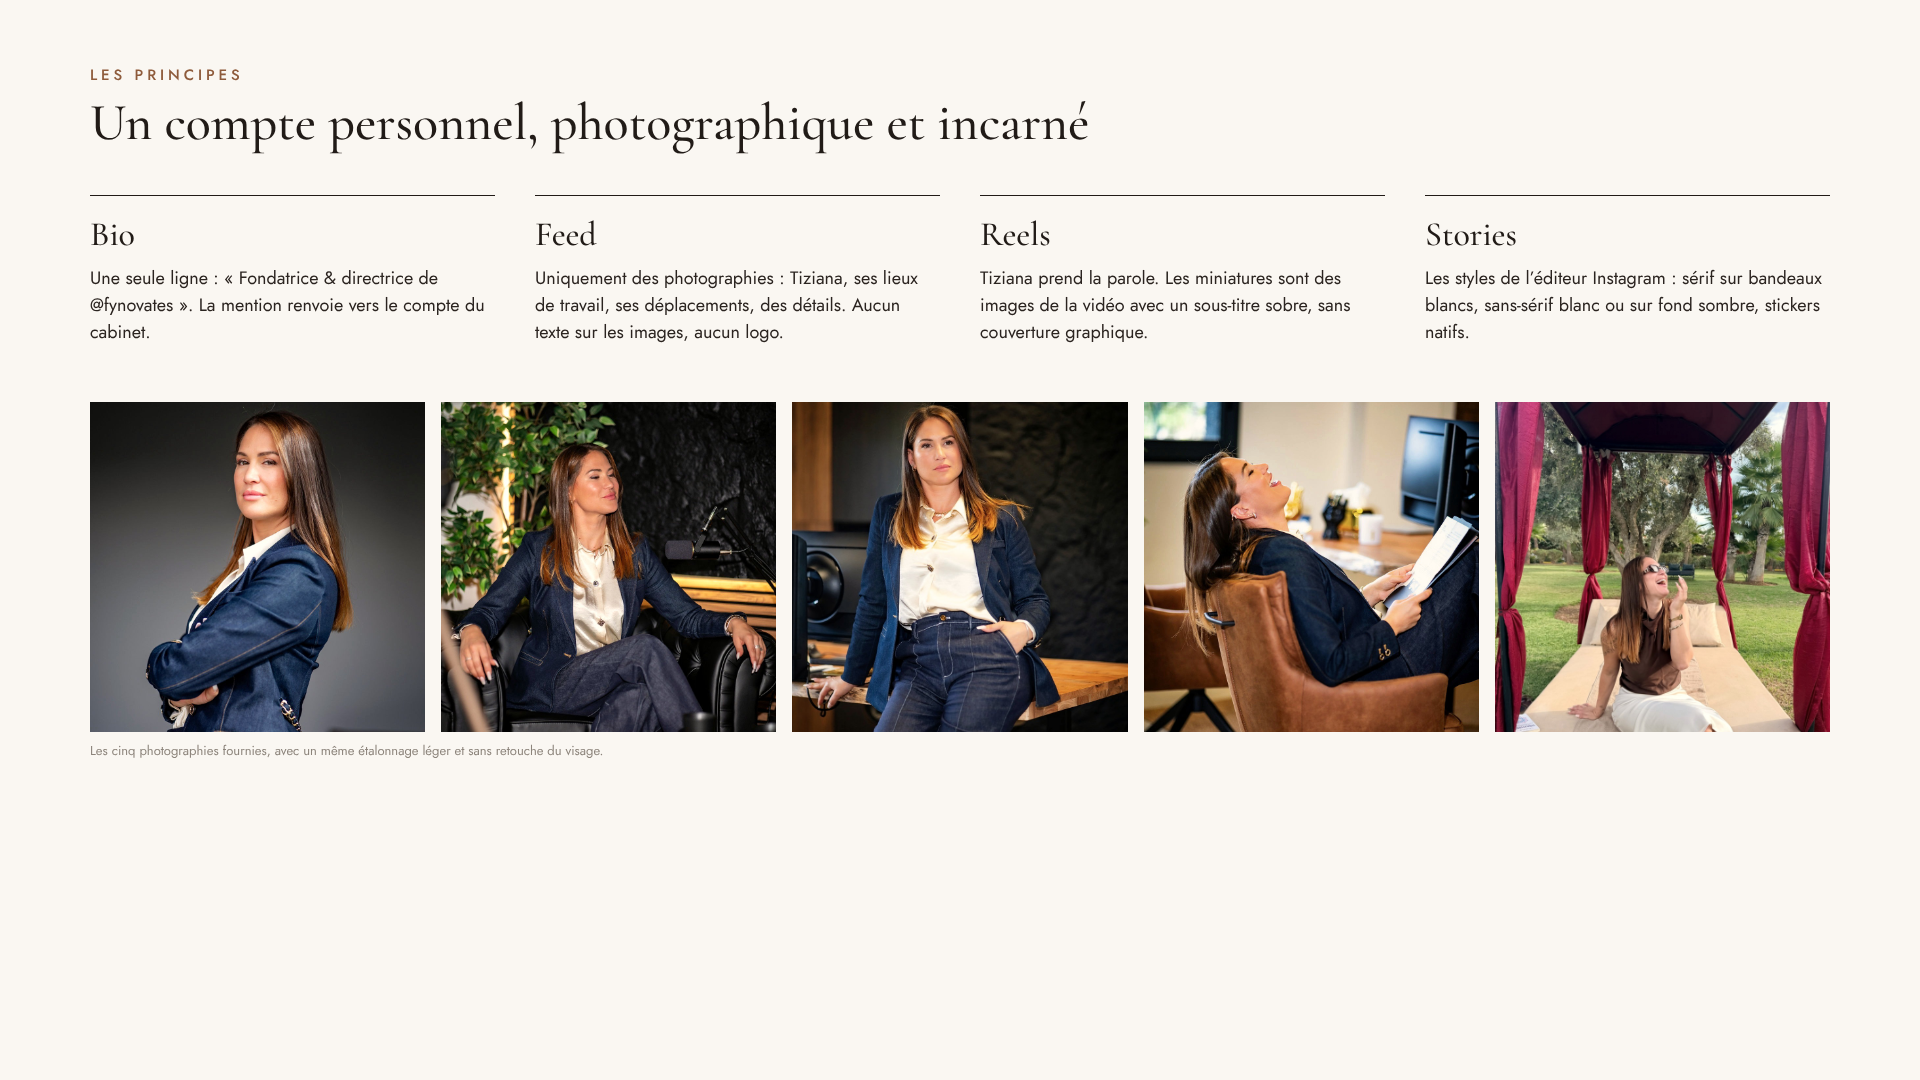 LES PRINCIPES
Un compte personnel, photographique et incarné
Bio
Une seule ligne : « Fondatrice & directrice de
@fynovates ». La mention renvoie vers le compte du
cabinet.
Feed
Uniquement des photographies : Tiziana, ses lieux
de travail, ses déplacements, des détails. Aucun
texte sur les images, aucun logo.
Reels
Tiziana prend la parole. Les miniatures sont des
images de la vidéo avec un sous-titre sobre, sans
couverture graphique.
Stories
Les styles de l’éditeur Instagram : sérif sur bandeaux
blancs, sans-sérif blanc ou sur fond sombre, stickers
natifs.
Les cinq photographies fournies, avec un même étalonnage léger et sans retouche du visage.